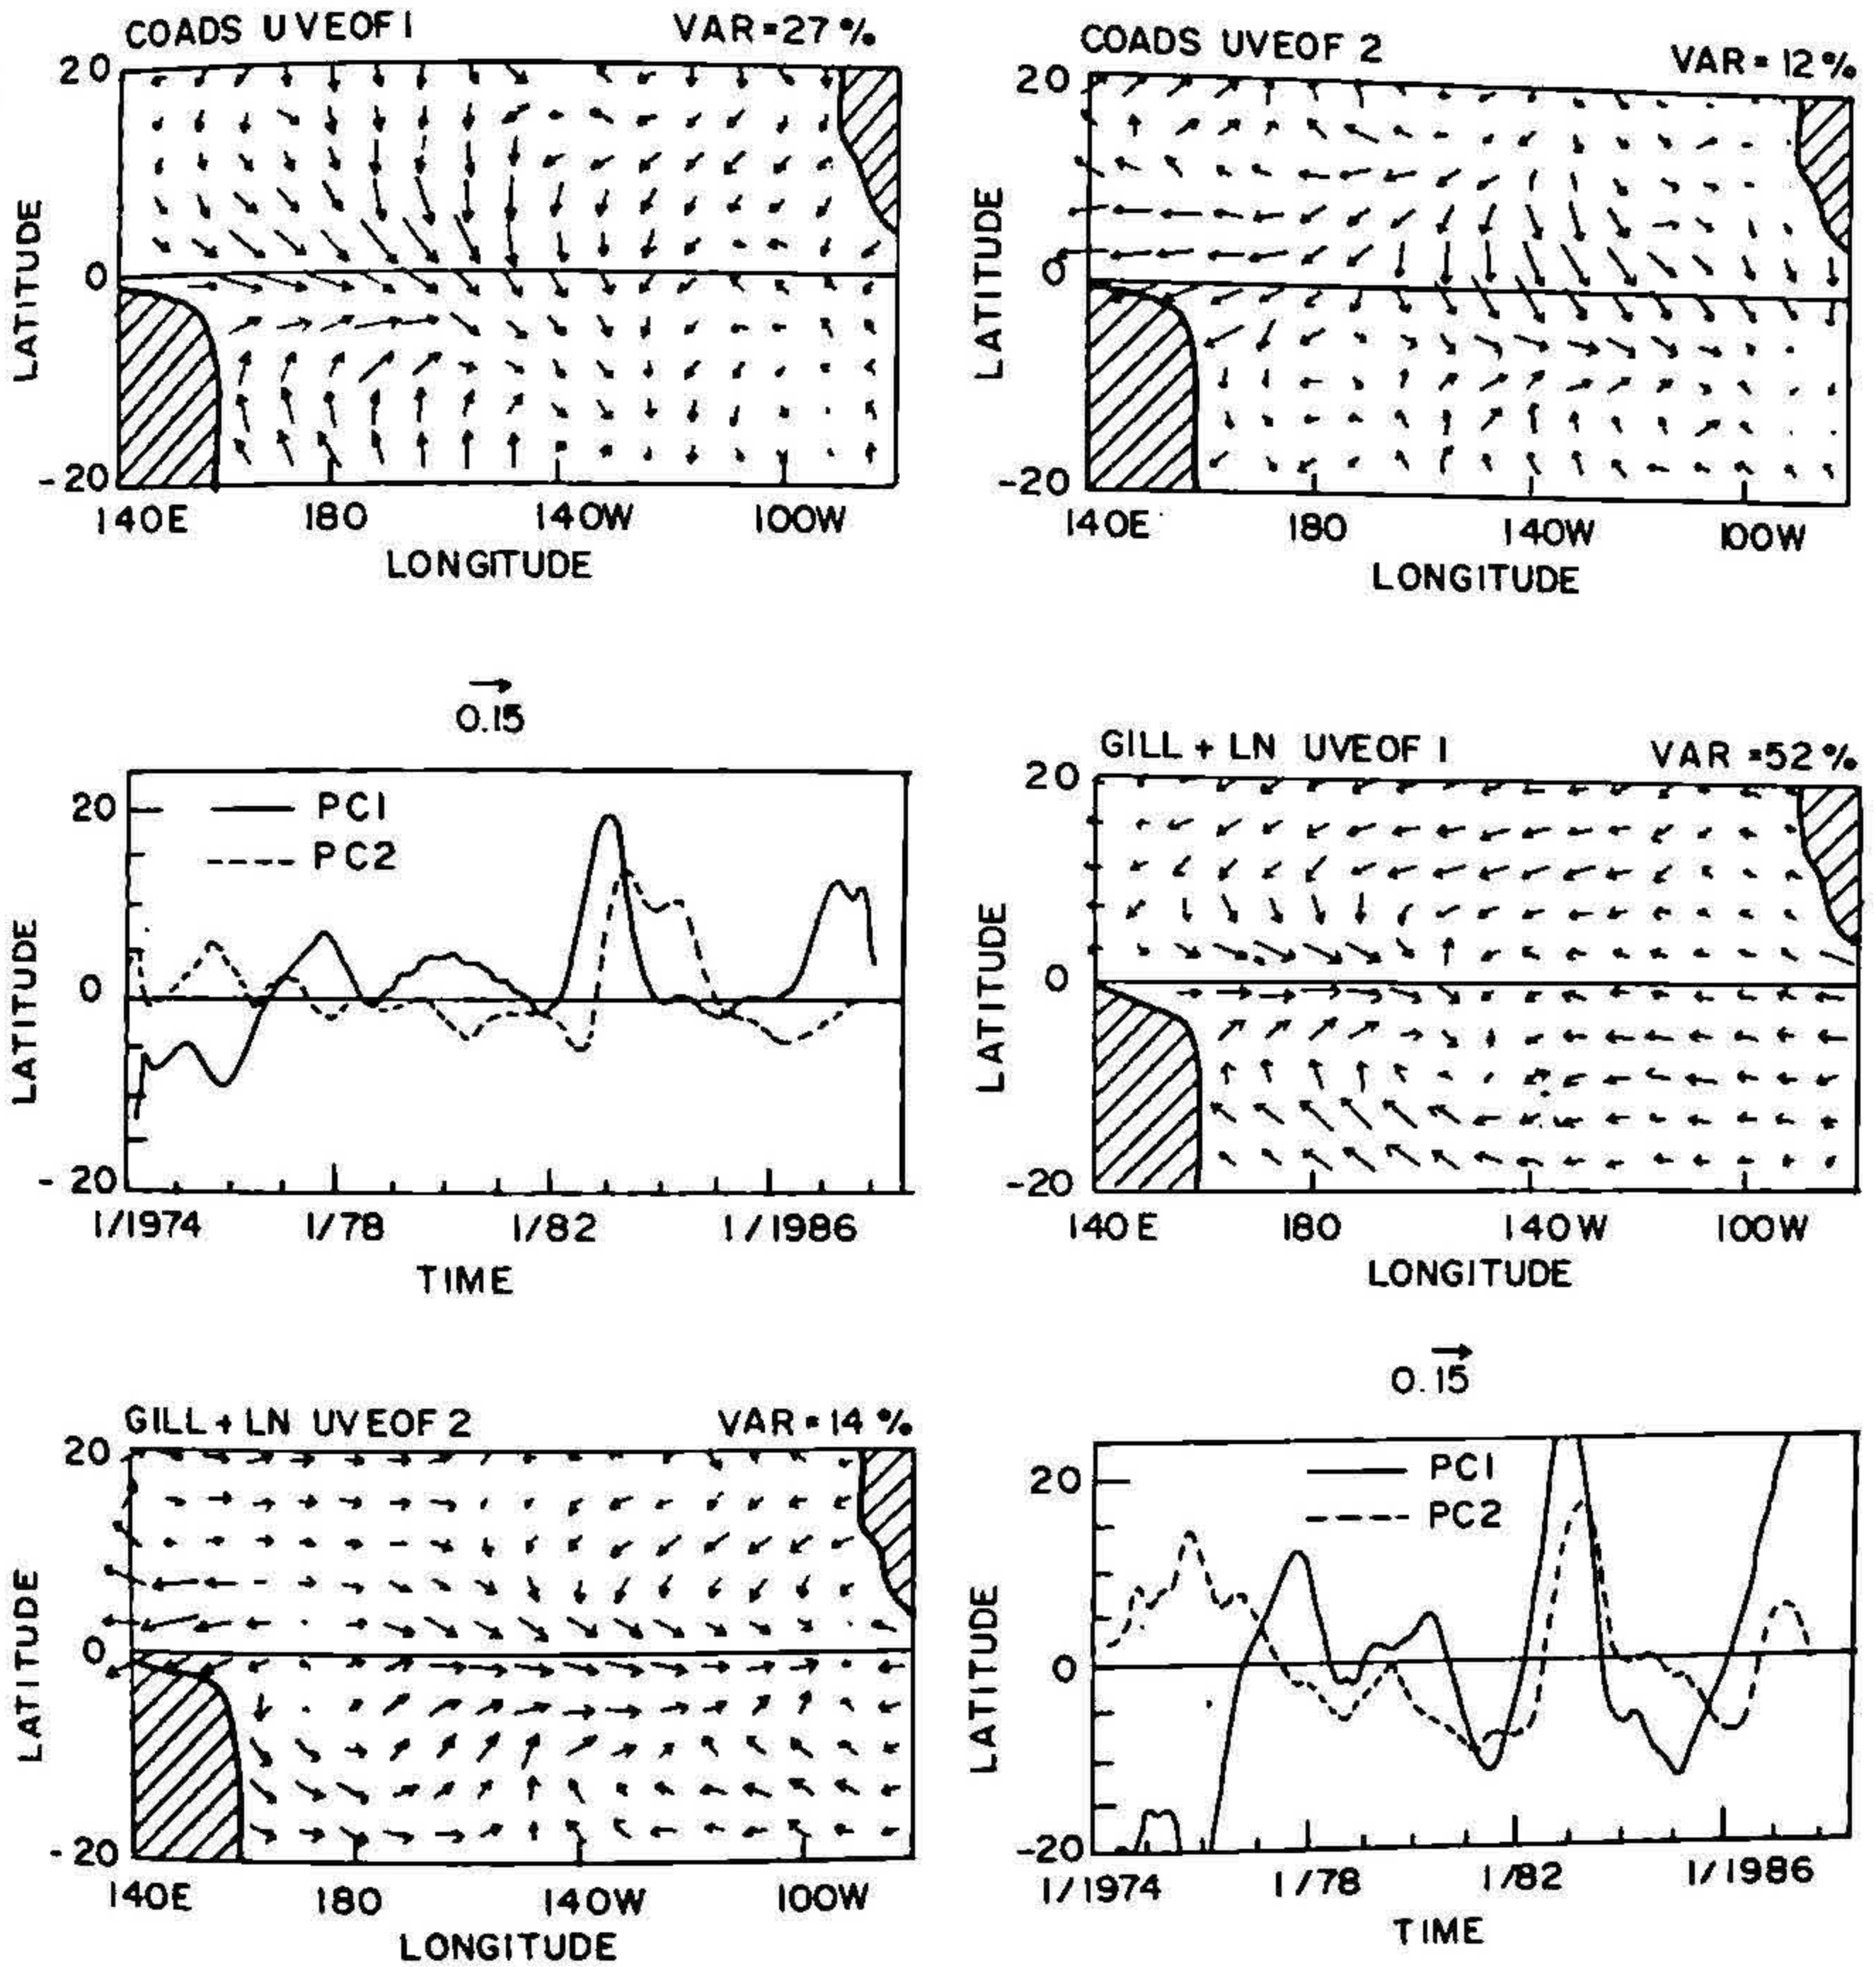 COADS UVEOF1 VAR=27%
20
0
-20
LATITUDE
140E 180 140W 100W
LONGITUDE
COADS UVEOF 2 VAR=12%
20
0
-20
LATITUDE
140E 180 140W 100W
LONGITUDE
0.15
20
0
-20
LATITUDE
PC1
PC2
1/1974 1/78 1/82 1/1986
TIME
GILL + LN UVEOF 1 VAR=52%
20
0
-20
LATITUDE
140E 180 140W 100W
LONGITUDE
0.15
GILL + LN UVEOF 2 VAR=14%
20
0
-20
LATITUDE
140E 180 140W 100W
LONGITUDE
20
0
-20
LATITUDE
PC1
PC2
1/1974 1/78 1/82 1/1986
TIME